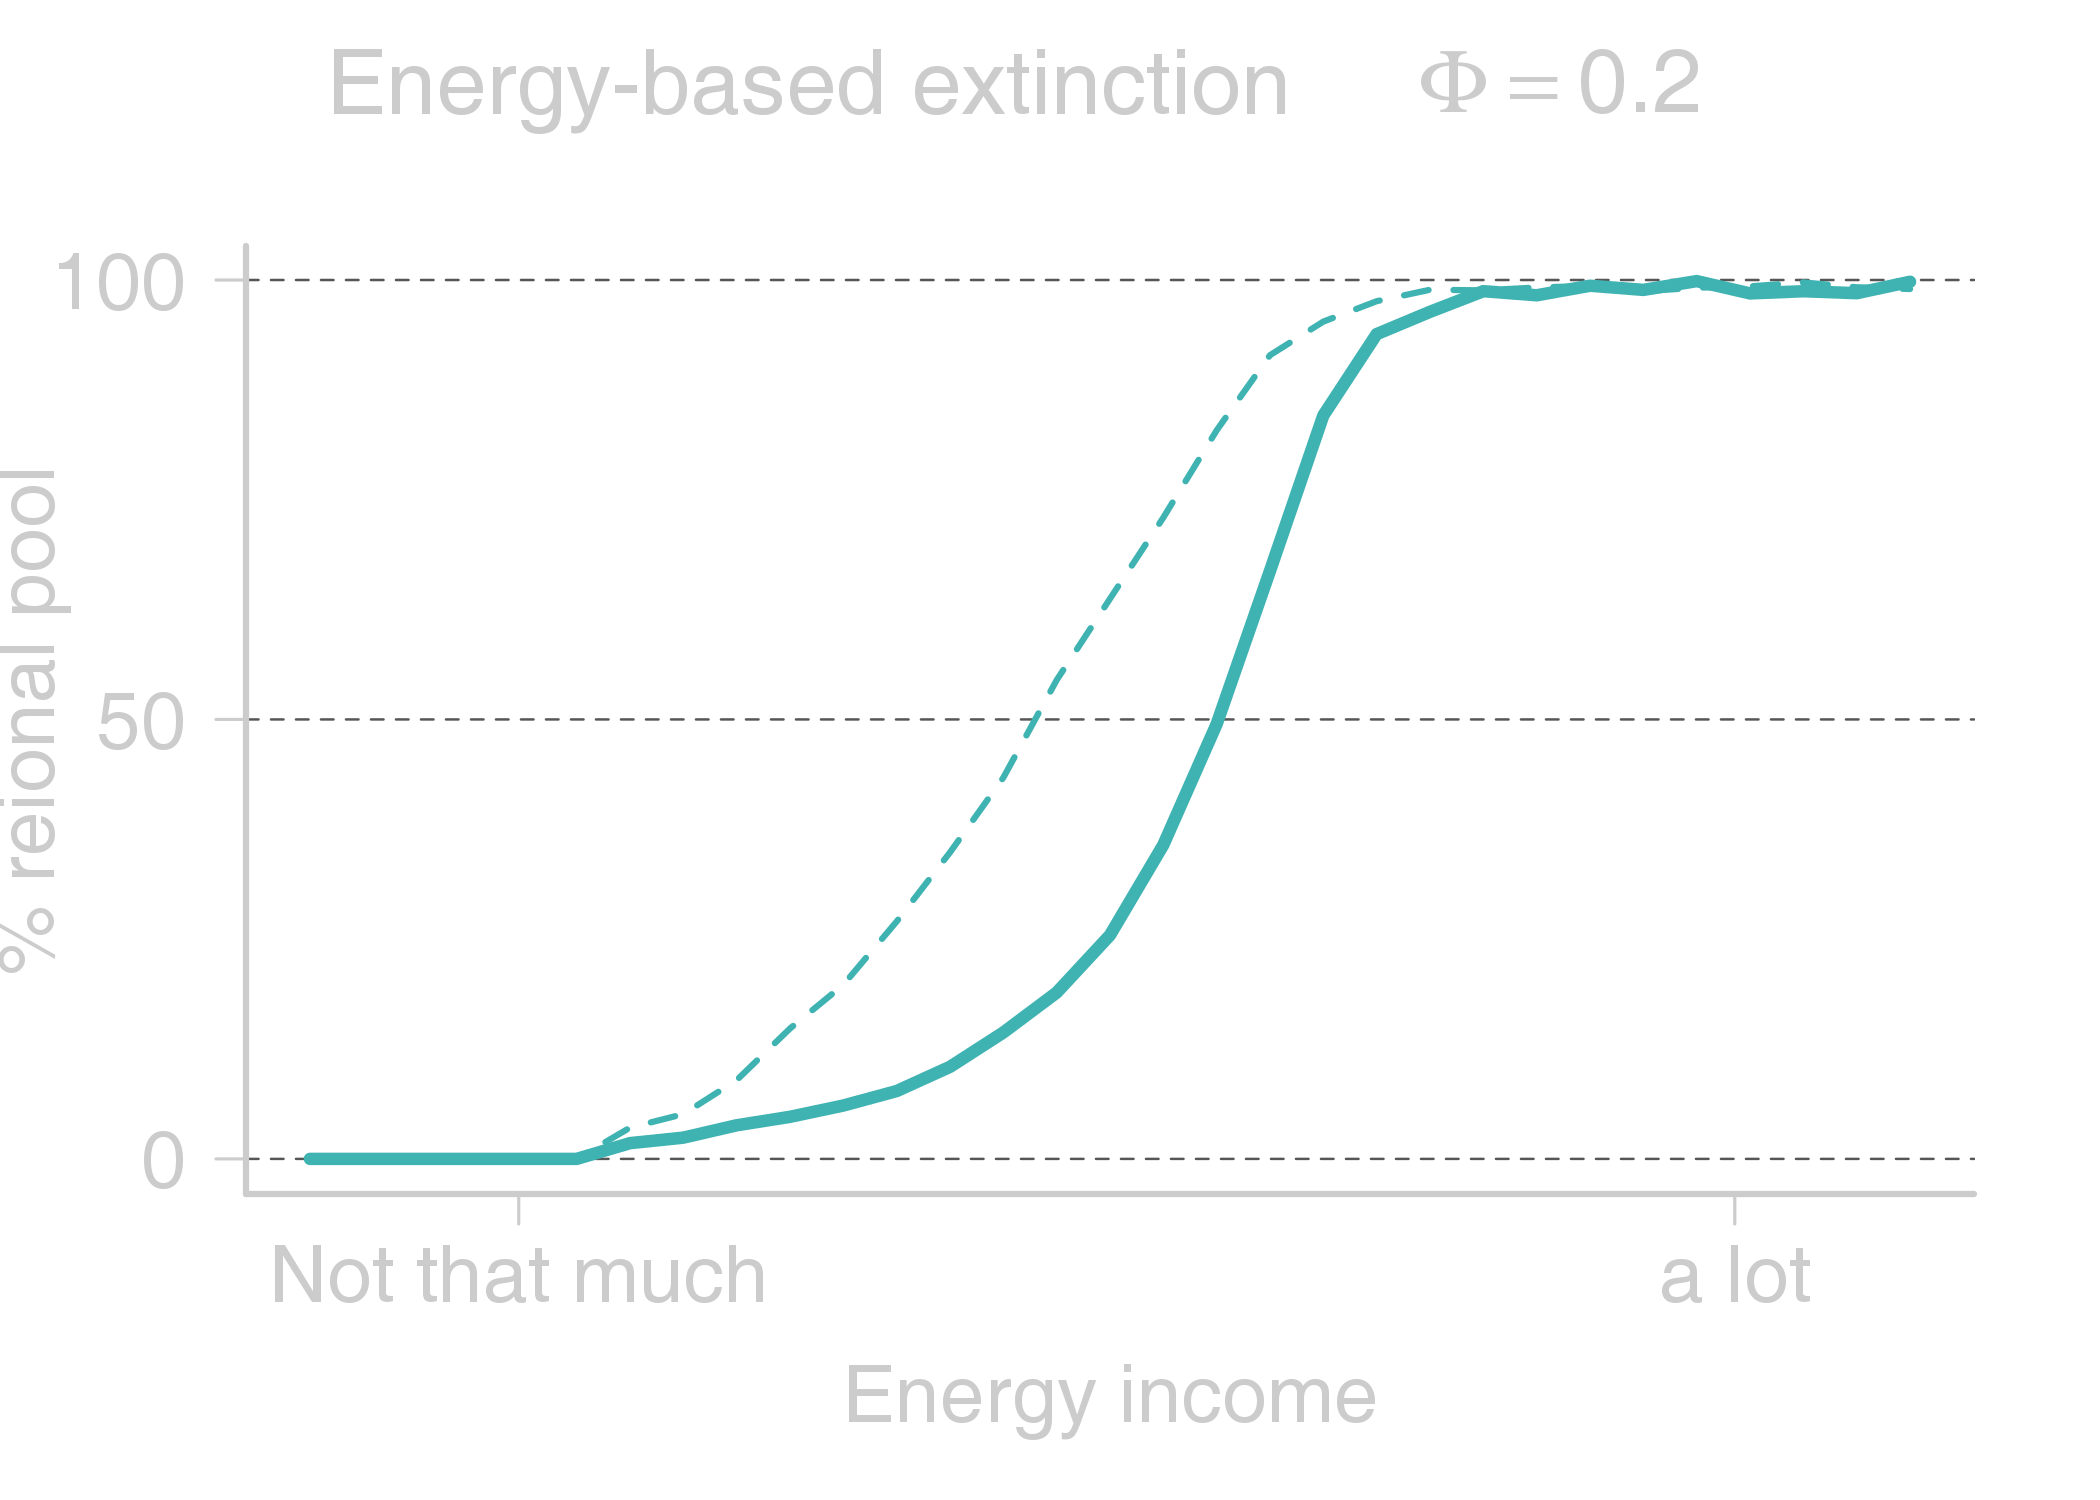 Energy-based extinction Φ = 0.2
100
50
0
% reional pool
Not that much
a lot
Energy income